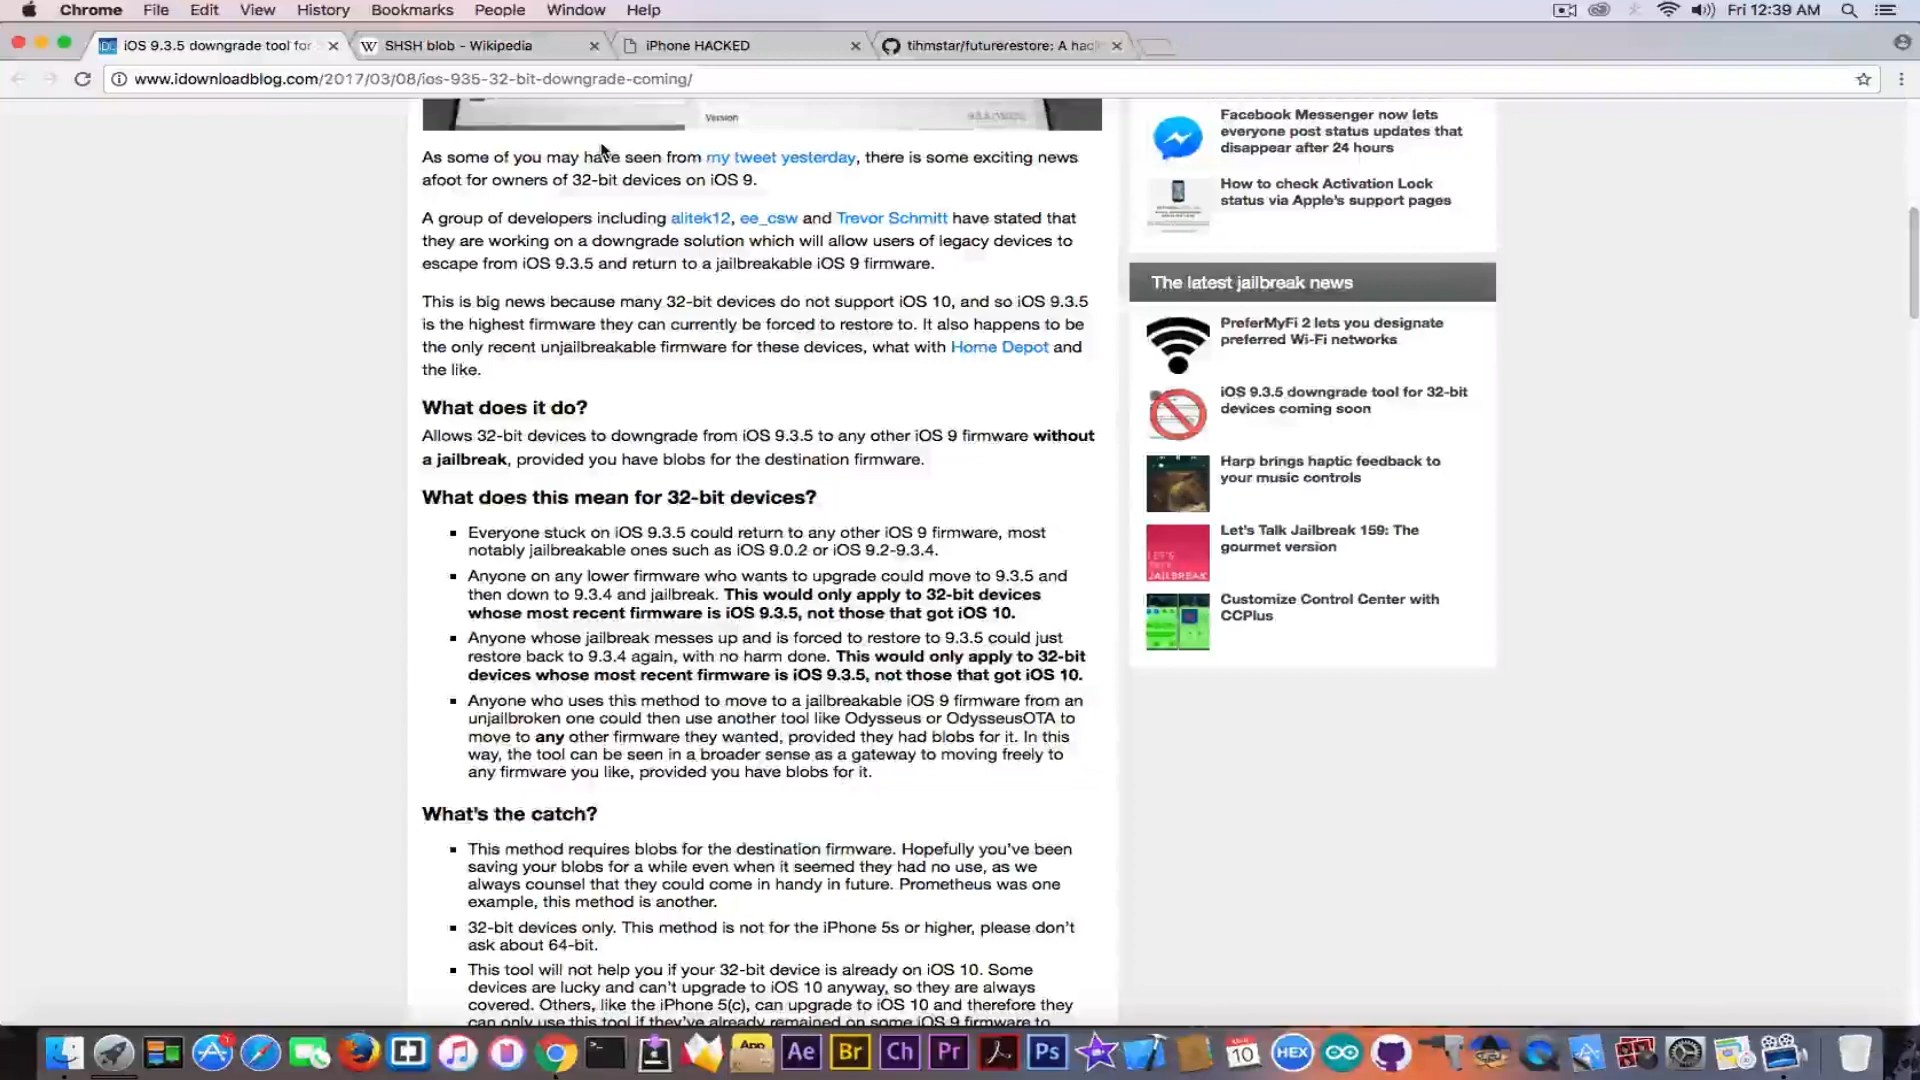 Chrome File Edit View History Bookmarks People Window Help Fri 12:39 AM
iOS 9.3.5 downgrade tool for
SHSH blob - Wikipedia
iPhone HACKED
tihmstar/futurerestore: A hac
www.idownloadblog.com/2017/03/08/ios-935-32-bit-downgrade-coming/
Version
As some of you may have seen from my tweet yesterday, there is some exciting news
afoot for owners of 32-bit devices on iOS 9.
A group of developers including alitek12, ee_csw and Trevor Schmitt have stated that
they are working on a downgrade solution which will allow users of legacy devices to
escape from iOS 9.3.5 and return to a jailbreakable iOS 9 firmware.
This is big news because many 32-bit devices do not support iOS 10, and so iOS 9.3.5
is the highest firmware they can currently be forced to restore to. It also happens to be
the only recent unjailbreakable firmware for these devices, what with Home Depot and
the like.
What does it do?
Allows 32-bit devices to downgrade from iOS 9.3.5 to any other iOS 9 firmware without
a jailbreak, provided you have blobs for the destination firmware.
What does this mean for 32-bit devices?
Everyone stuck on iOS 9.3.5 could return to any other iOS 9 firmware, most
notably jailbreakable ones such as iOS 9.0.2 or iOS 9.2-9.3.4.
Anyone on any lower firmware who wants to upgrade could move to 9.3.5 and
then down to 9.3.4 and jailbreak. This would only apply to 32-bit devices
whose most recent firmware is iOS 9.3.5, not those that got iOS 10.
Anyone whose jailbreak messes up and is forced to restore to 9.3.5 could just
restore back to 9.3.4 again, with no harm done. This would only apply to 32-bit
devices whose most recent firmware is iOS 9.3.5, not those that got iOS 10.
Anyone who uses this method to move to a jailbreakable iOS 9 firmware from an
unjailbroken one could then use another tool like Odysseus or OdysseusOTA to
move to any other firmware they wanted, provided they had blobs for it. In this
way, the tool can be seen in a broader sense as a gateway to moving freely to
any firmware you like, provided you have blobs for it.
What's the catch?
This method requires blobs for the destination firmware. Hopefully you've been
saving your blobs for a while even when it seemed they had no use, as we
always counsel that they could come in handy in future. Prometheus was one
example, this method is another.
32-bit devices only. This method is not for the iPhone 5s or higher, please don't
ask about 64-bit.
This tool will not help you if your 32-bit device is already on iOS 10. Some
devices are lucky and can't upgrade to iOS 10 anyway, so they are always
covered. Others, like the iPhone 5(c), can upgrade to iOS 10 and therefore they
can only use this tool if they've already remained on some iOS 9 firmware to
Facebook Messenger now lets
everyone post status updates that
disappear after 24 hours
How to check Activation Lock
status via Apple's support pages
The latest jailbreak news
PreferMyFi 2 lets you designate
preferred Wi-Fi networks
iOS 9.3.5 downgrade tool for 32-bit
devices coming soon
Harp brings haptic feedback to
your music controls
LET'S
TALK
JAILBREAK
Let's Talk Jailbreak 159: The
gourmet version
Customize Control Center with
CCPlus
App
Ae
Br
Ch
Pr
Ps
10
HEX